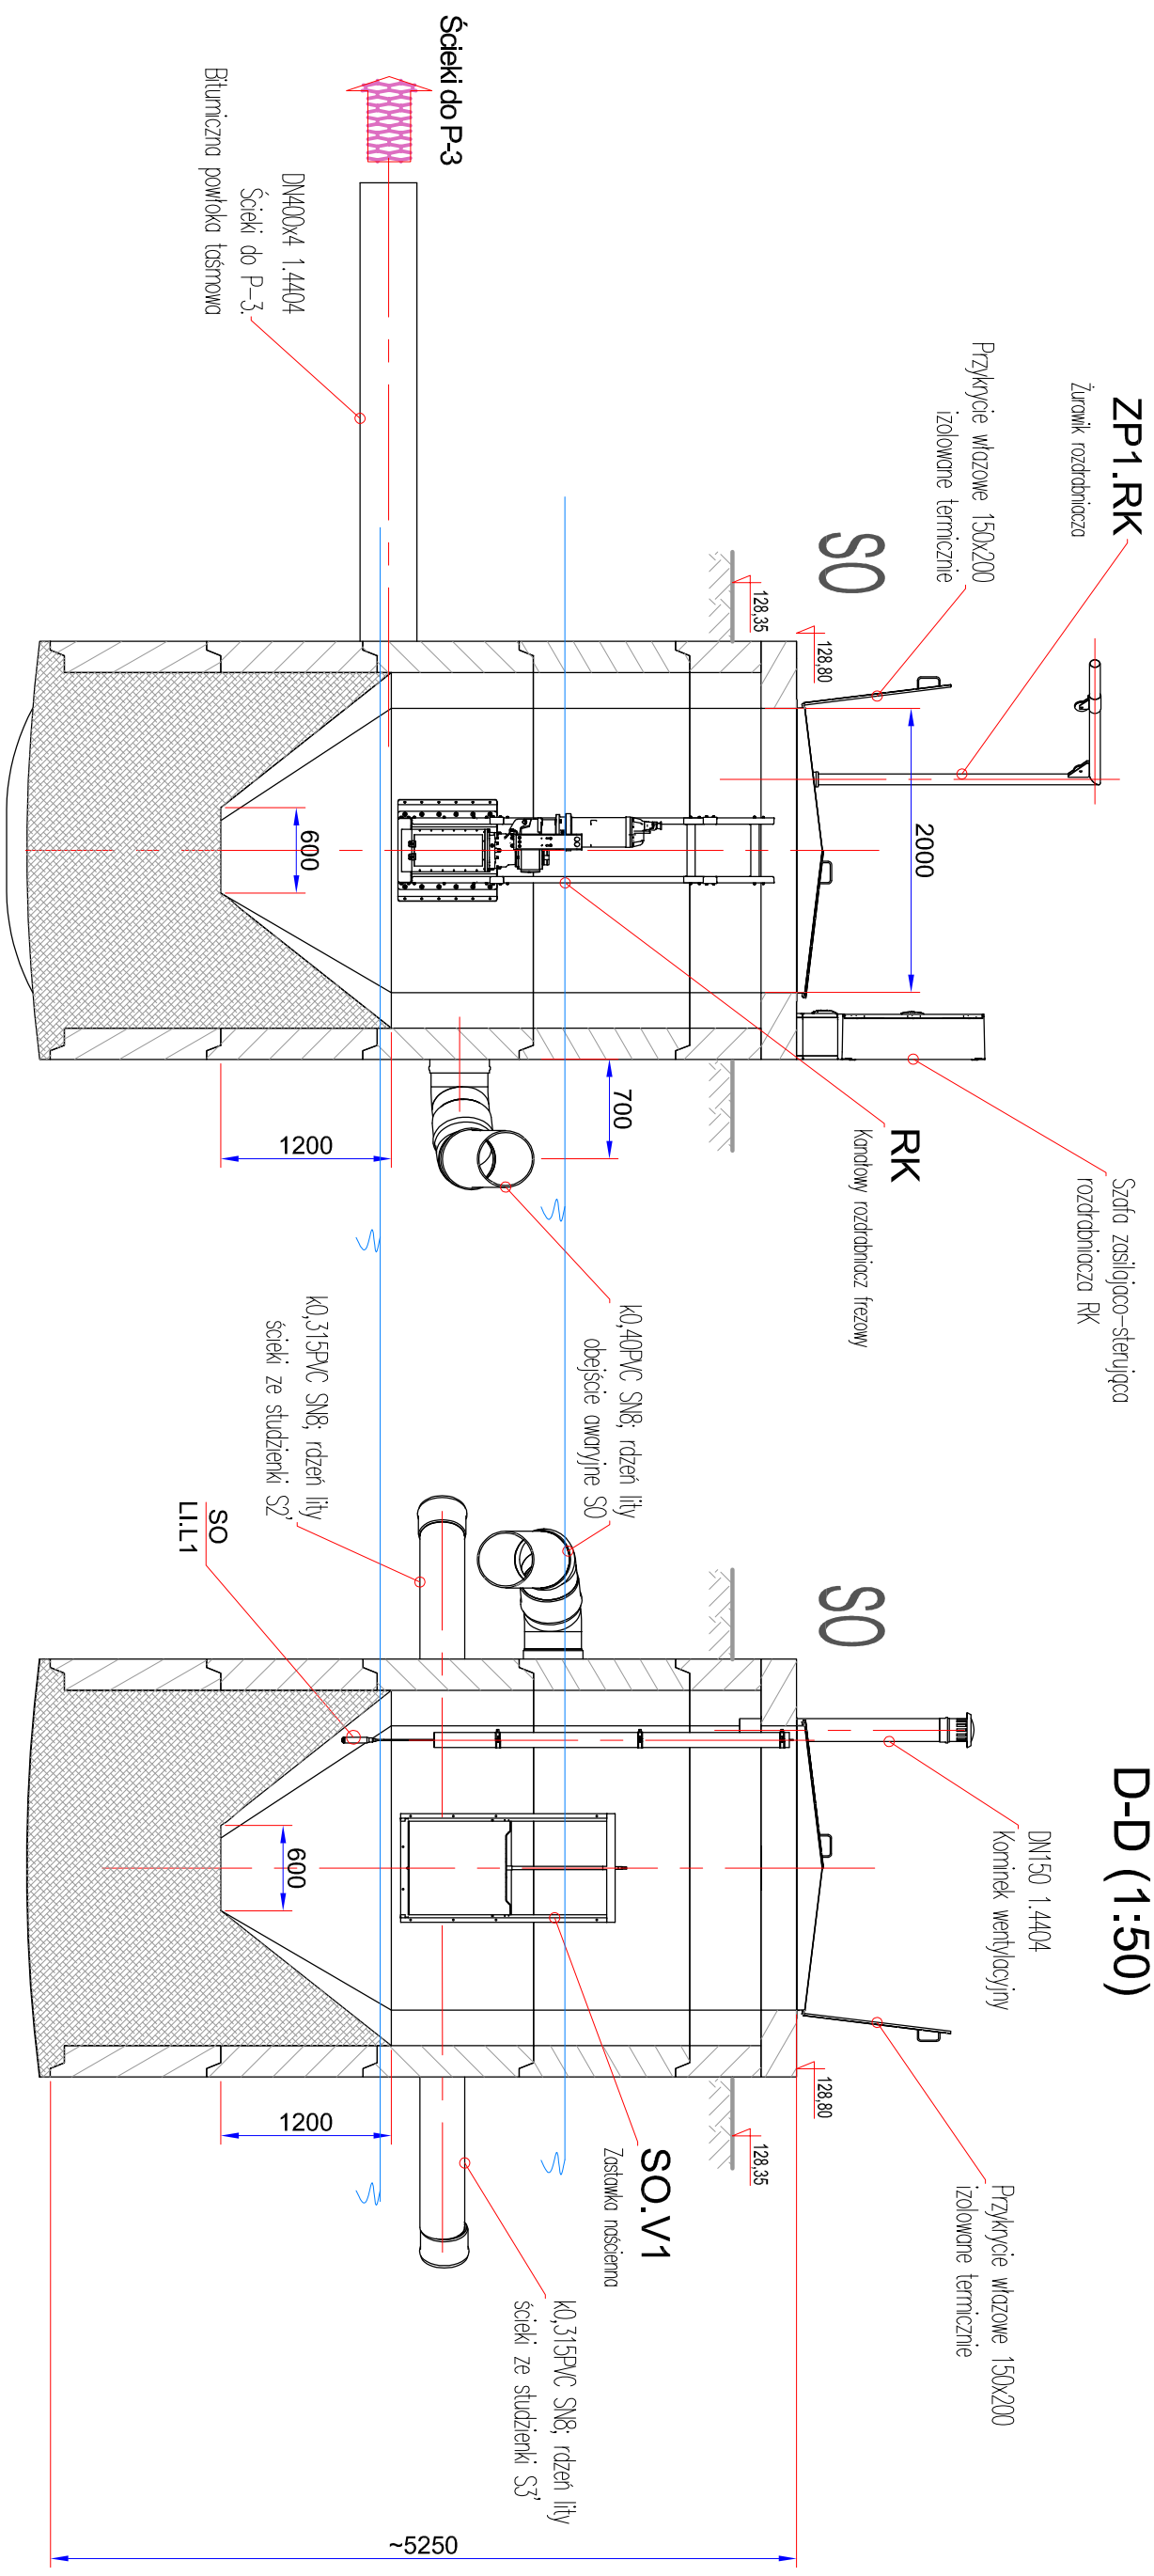 D-D (1:50)
ZP1.RK
Żurawik rozdrabniacza
Przykrycie włazowe 150x200
izolowane termicznie
SO
128,35
128,80
2000
600
1200
700
Szafa zasilająco-sterująca
rozdrabniacza RK
RK
Kanałowy rozdrabniacz frezowy
Ścieki do P-3
DN400x4 1.4404
Ścieki do P-3.
Bitumiczna powłoka taśmowa
k0,40PVC SN8; rdzeń lity
obejście awaryjne SO
k0,315PVC SN8; rdzeń lity
ścieki ze studzienki S2'
SO
LI.L1
SO
DN150 1.4404
Kominek wentylacyjny
Przykrycie włazowe 150x200
izolowane termicznie
128,80
128,35
SO.V1
Zastawka naścienna
600
1200
k0,315PVC SN8; rdzeń lity
ścieki ze studzienki S3'
~5250